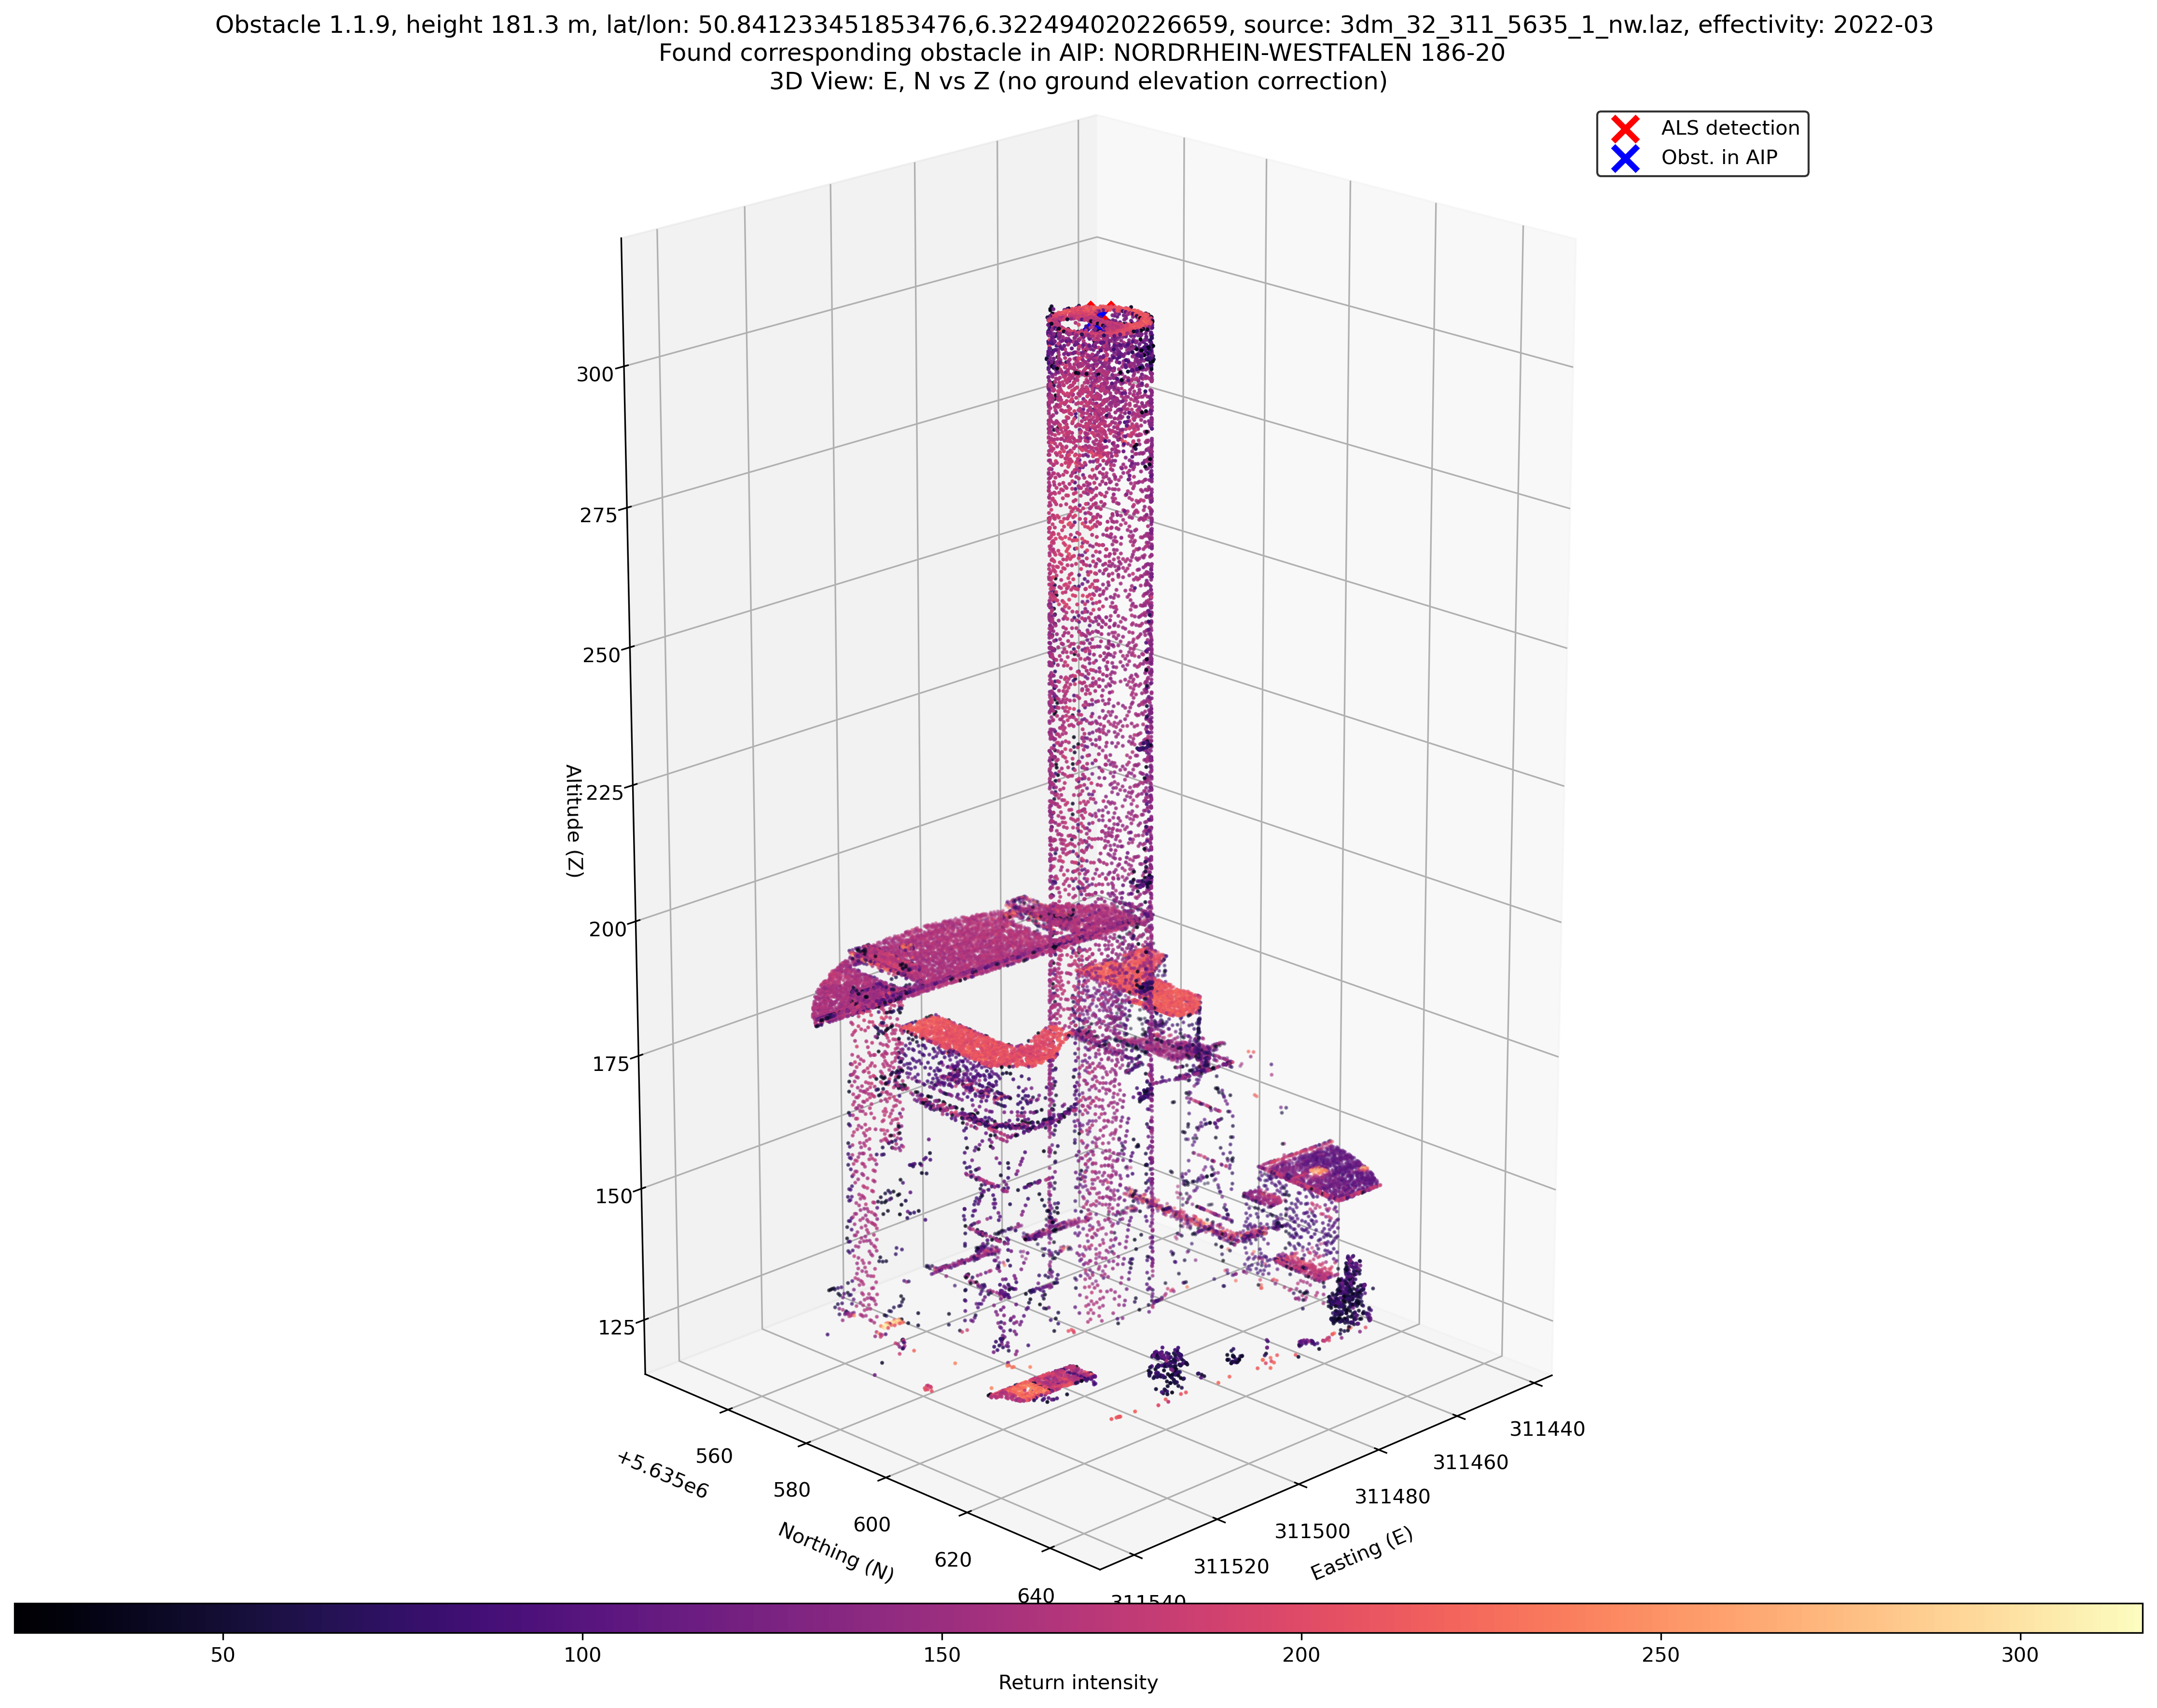 Obstacle 1.1.9, height 181.3 m, lat/lon: 50.841233451853476,6.322494020226659, source: 3dm_32_311_5635_1_nw.laz, effectivity: 2022-03
Found corresponding obstacle in AIP: NORDRHEIN-WESTFALEN 186-20
3D View: E, N vs Z (no ground elevation correction)
ALS detection
Obst. in AIP
300
275
250
225
200
175
150
125
Altitude (Z)
+5.635e6
560
580
600
620
640
Northing (N)
311440
311460
311480
311500
311520
311540
Easting (E)
50
100
150
200
250
300
Return intensity